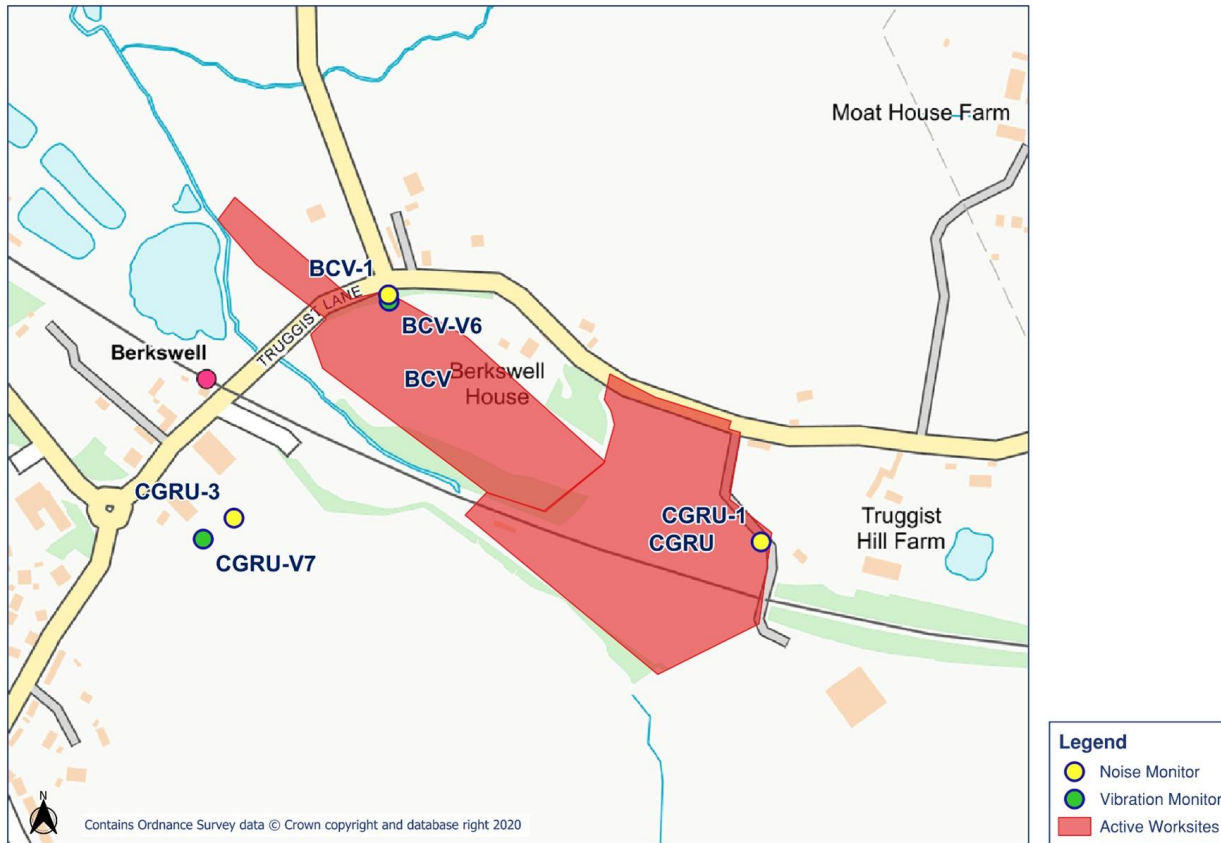 Moat House Farm
BCV-1
TRUGGIST LANE
BCV-V6
Berkswell
BCV
Berkswell
House
CGRU-3
CGRU-1
CGRU
Truggist
Hill Farm
CGRU-V7
Legend
Noise Monitor
Vibration Monitor
Active Worksites
N
Contains Ordnance Survey data © Crown copyright and database right 2020